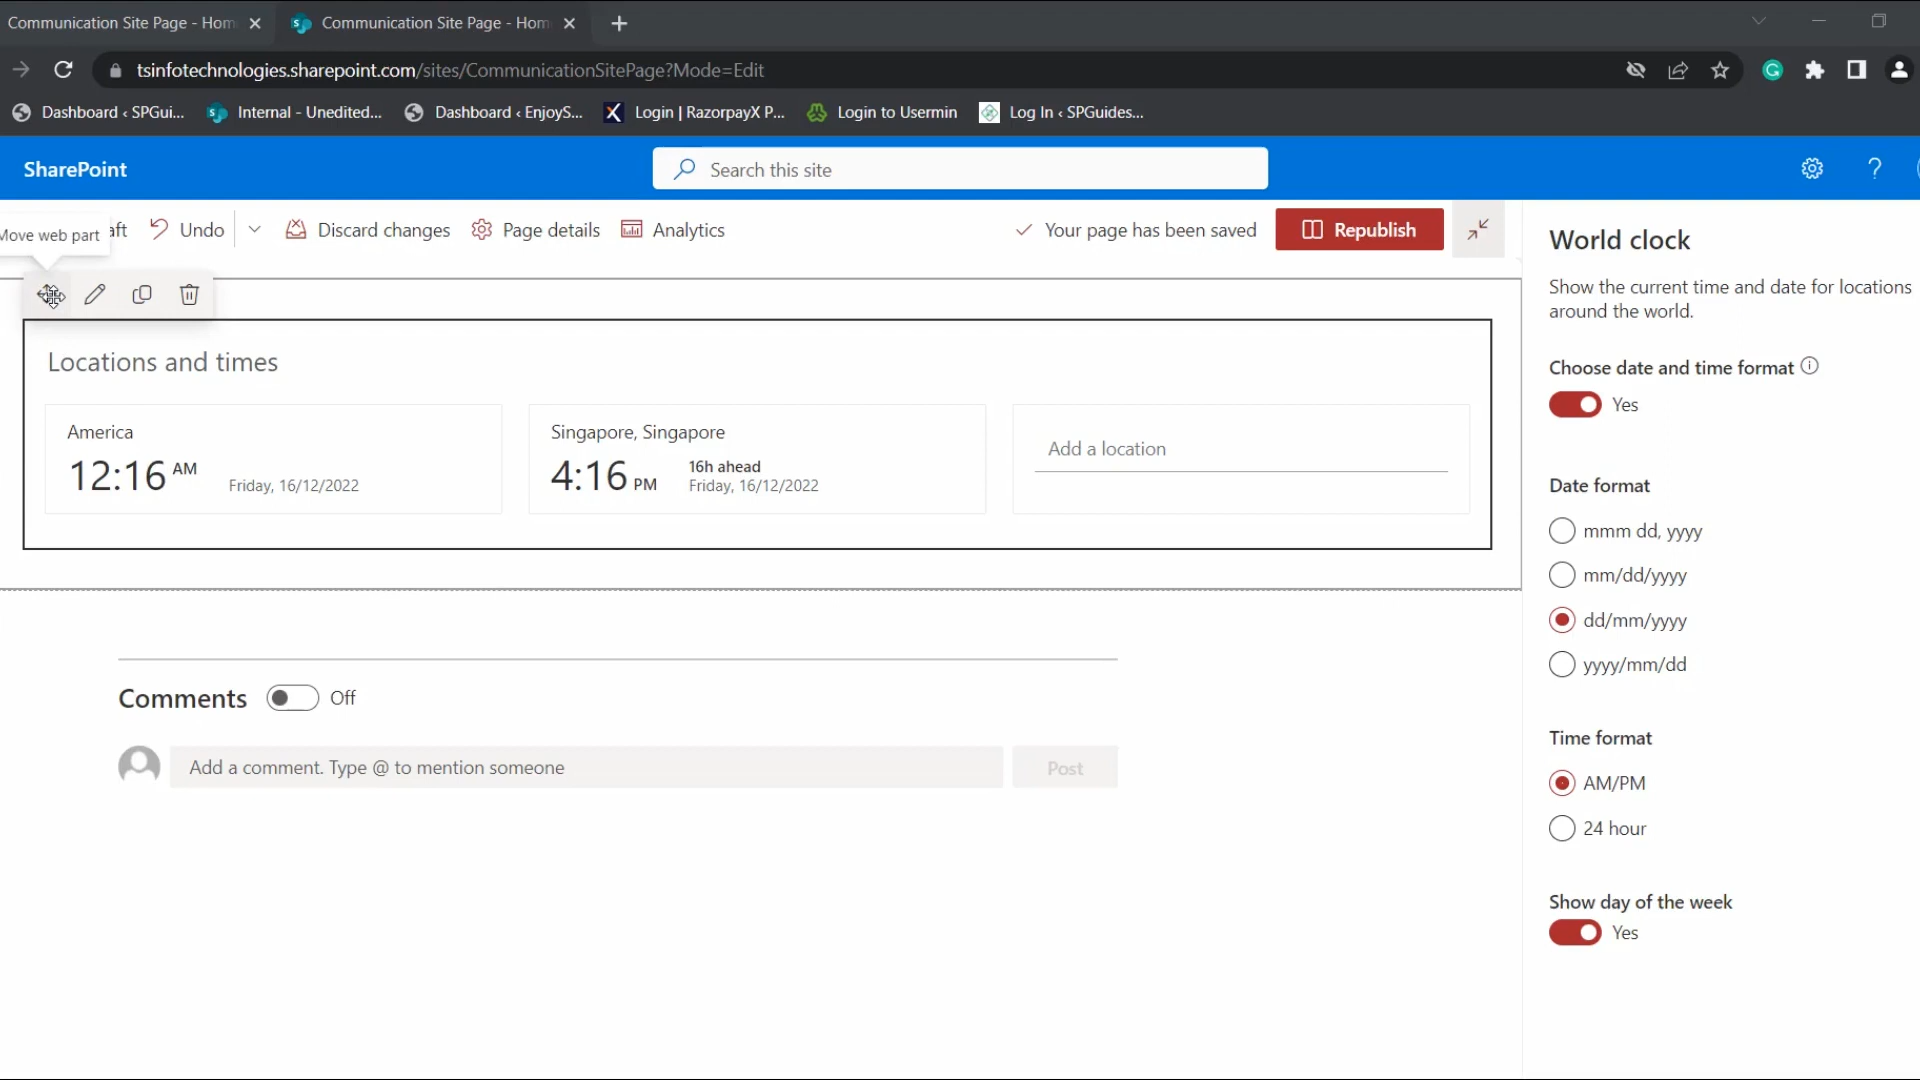 Communication Site Page - Hom
Communication Site Page - Hom
tsinfotechnologies.sharepoint.com/sites/CommunicationSitePage?Mode=Edit
Dashboard ‹ SPGui...
Internal - Unedited...
Dashboard ‹ EnjoyS...
Login | RazorpayX P...
Login to Usermin
Log In ‹ SPGuides...
SharePoint
Search this site
Move web part
aft
Undo
Discard changes
Page details
Analytics
Your page has been saved
Republish
Locations and times
America
12:16 AM
Friday, 16/12/2022
Singapore, Singapore
4:16 PM
16h ahead
Friday, 16/12/2022
Add a location
Comments
Off
Add a comment. Type @ to mention someone
Post
World clock
Show the current time and date for locations
around the world.
Choose date and time format
Yes
Date format
mmm dd, yyyy
mm/dd/yyyy
dd/mm/yyyy
yyyy/mm/dd
Time format
AM/PM
24 hour
Show day of the week
Yes